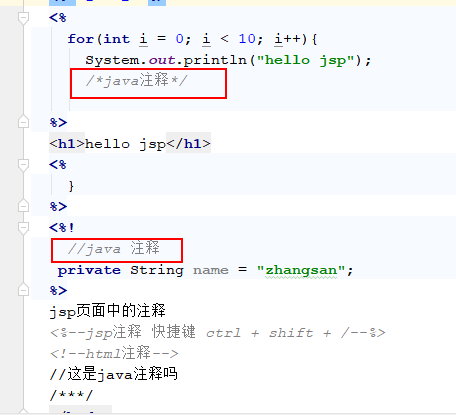 <%
for(int i = 0; i < 10; i++){
System.out.println("hello jsp");
/*java注释*/
%>
<h1>hello jsp</h1>
<%
}
%>
<%!
//java 注释
private String name = "zhangsan";
%>
jsp页面中的注释
<%--jsp注释 快捷键 ctrl + shift + /--%>
<!--html注释-->
//这是java注释吗
/***/